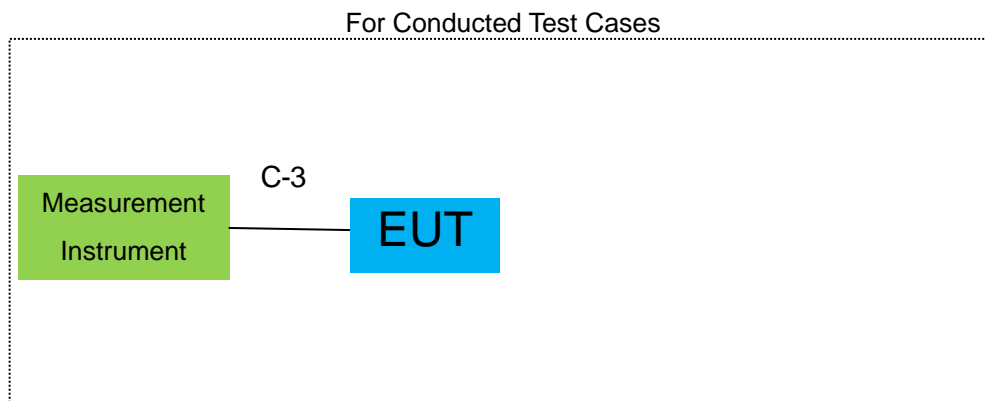 For Conducted Test Cases
C-3
Measurement
Instrument
EUT